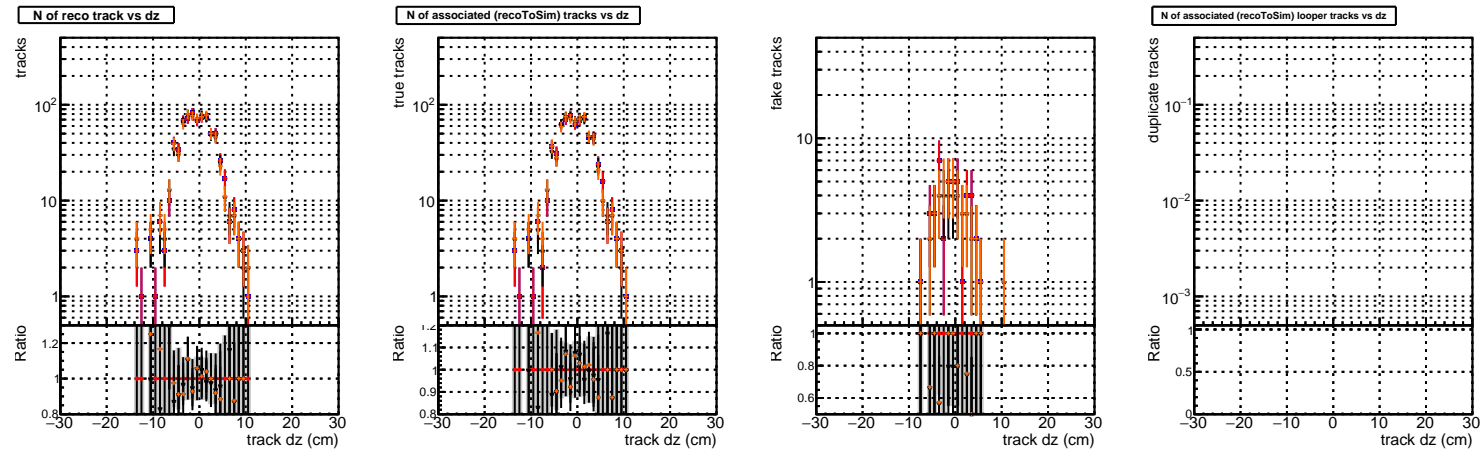 N of reco track vs dz
tracks
10²
10
1
Ratio
1.2
1
0.8
−30 −20 −10 0 10 20 30
track dz (cm)
N of associated (recoToSim) tracks vs dz
true tracks
10²
10
1
Ratio
1.2
1.1
1
0.9
0.8
−30 −20 −10 0 10 20 30
track dz (cm)
fake tracks
10
1
Ratio
1
0.8
0.6
−30 −20 −10 0 10 20 30
track dz (cm)
N of associated (recoToSim) looper tracks vs dz
duplicate tracks
10⁻¹
10⁻²
10⁻³
Ratio
1
0.5
0
−30 −20 −10 0 10 20 30
track dz (cm)